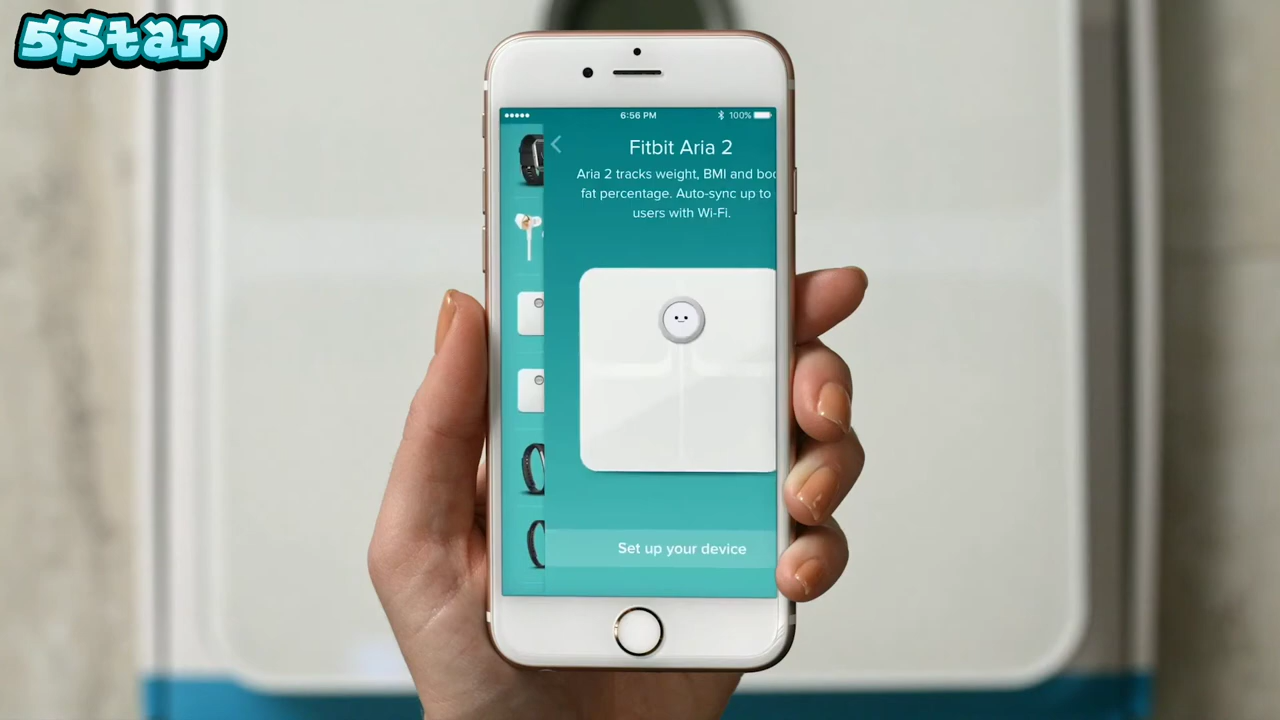 5Star
6:56 PM
100%
Fitbit Aria 2
Aria 2 tracks weight, BMI and
fat percentage. Auto-sync up to
users with Wi-Fi.
Set up your device